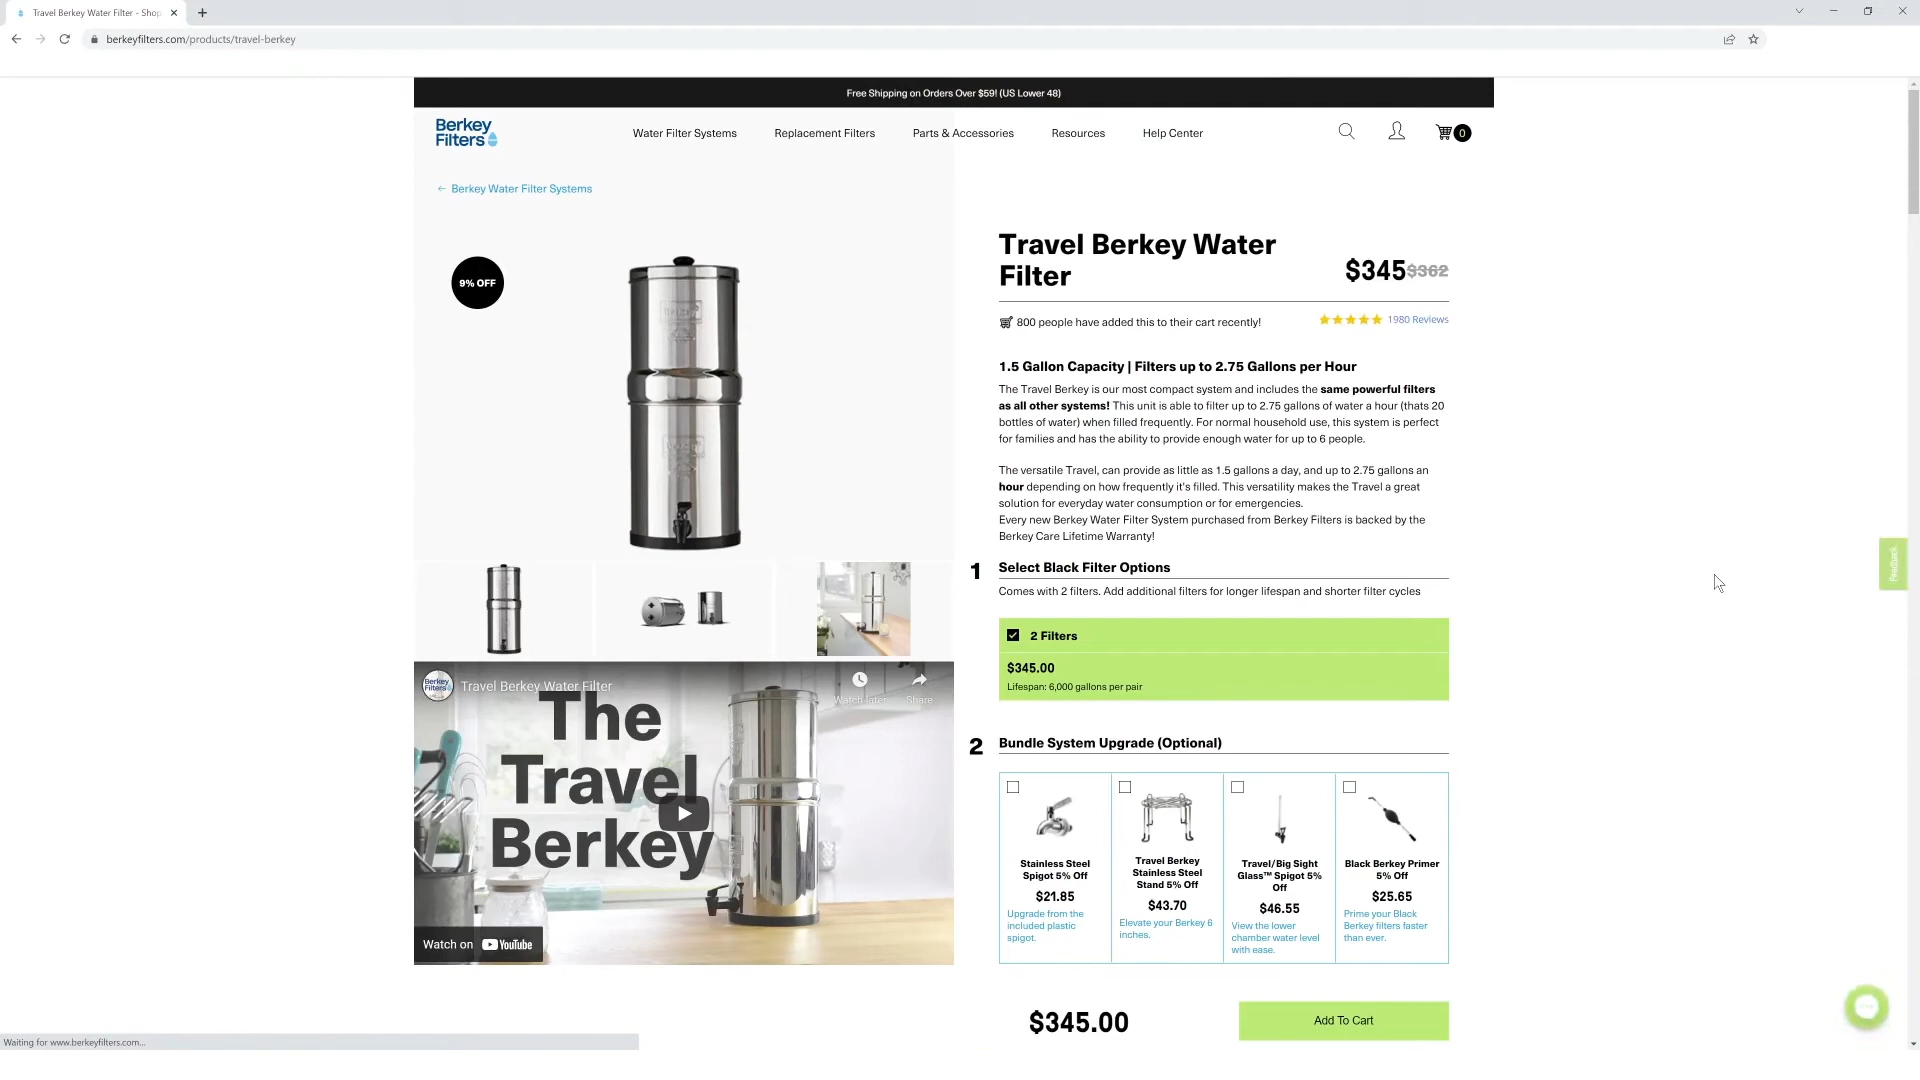 Travel Berkey Water Filter - Shop
berkeyfilters.com/products/travel-berkey
Free Shipping on Orders Over $59! (US Lower 48)
Berkey
Filters
Water Filter Systems
Replacement Filters
Parts & Accessories
Resources
Help Center
0
← Berkey Water Filter Systems
9% OFF
Travel Berkey Water
Filter
$345 $362
800 people have added this to their cart recently!
1980 Reviews
1.5 Gallon Capacity | Filters up to 2.75 Gallons per Hour
The Travel Berkey is our most compact system and includes the same powerful filters
as all other systems! This unit is able to filter up to 2.75 gallons of water a hour (thats 20
bottles of water) when filled frequently. For normal household use, this system is perfect
for families and has the ability to provide enough water for up to 6 people.
The versatile Travel, can provide as little as 1.5 gallons a day, and up to 2.75 gallons an
hour depending on how frequently it's filled. This versatility makes the Travel a great
solution for everyday water consumption or for emergencies.
Every new Berkey Water Filter System purchased from Berkey Filters is backed by the
Berkey Care Lifetime Warranty!
1 Select Black Filter Options
Comes with 2 filters. Add additional filters for longer lifespan and shorter filter cycles
2 Filters
$345.00
Lifespan: 6,000 gallons per pair
2 Bundle System Upgrade (Optional)
Stainless Steel
Spigot 5% Off
$21.85
Upgrade from the
included plastic
spigot.
Travel Berkey
Stainless Steel
Stand 5% Off
$43.70
Elevate your Berkey 6
inches.
Travel/Big Sight
Glass™ Spigot 5%
Off
$46.55
View the lower
chamber water level
with ease.
Black Berkey Primer
5% Off
$25.65
Prime your Black
Berkey filters faster
than ever.
$345.00
Add To Cart
Berkey
Filters
Travel Berkey Water Filter
Watch later
Share
The
Travel
Berkey
Watch on YouTube
Feedback
Waiting for www.berkeyfilters.com...